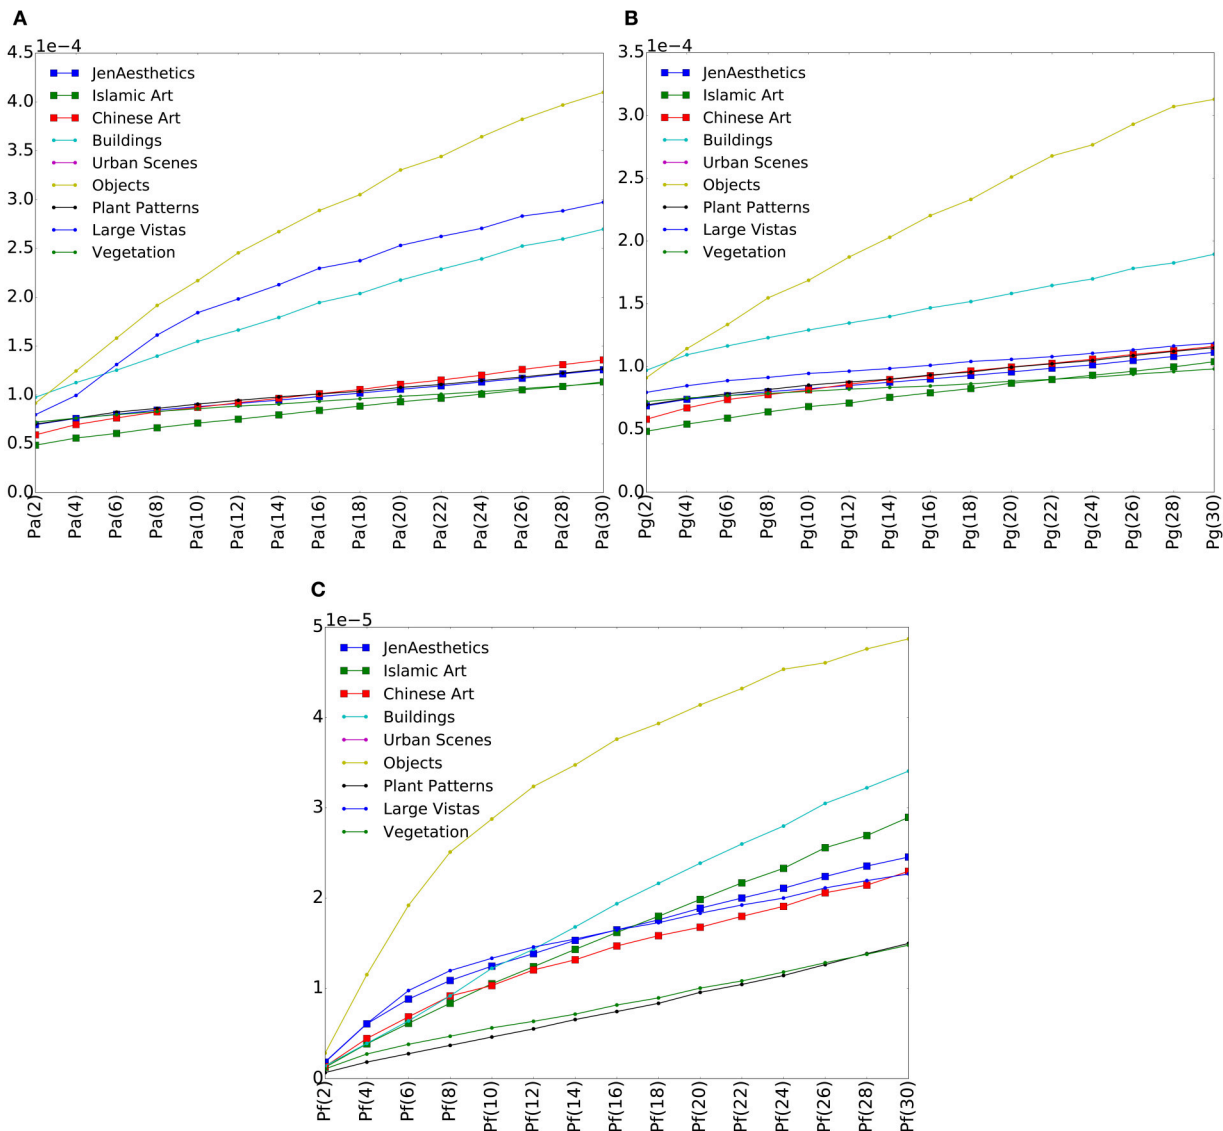 A
1e−4
4.5
4.0
3.5
3.0
2.5
2.0
1.5
1.0
0.5
0.0
JenAesthetics
Islamic Art
Chinese Art
Buildings
Urban Scenes
Objects
Plant Patterns
Large Vistas
Vegetation
Pa(2) Pa(4) Pa(6) Pa(8) Pa(10) Pa(12) Pa(14) Pa(16) Pa(18) Pa(20) Pa(22) Pa(24) Pa(26) Pa(28) Pa(30)
B
1e−4
3.5
3.0
2.5
2.0
1.5
1.0
0.5
0.0
JenAesthetics
Islamic Art
Chinese Art
Buildings
Urban Scenes
Objects
Plant Patterns
Large Vistas
Vegetation
Pg(2) Pg(4) Pg(6) Pg(8) Pg(10) Pg(12) Pg(14) Pg(16) Pg(18) Pg(20) Pg(22) Pg(24) Pg(26) Pg(28) Pg(30)
C
1e−5
5
4
3
2
1
0
JenAesthetics
Islamic Art
Chinese Art
Buildings
Urban Scenes
Objects
Plant Patterns
Large Vistas
Vegetation
Pf(2) Pf(4) Pf(6) Pf(8) Pf(10) Pf(12) Pf(14) Pf(16) Pf(18) Pf(20) Pf(22) Pf(24) Pf(26) Pf(28) Pf(30)